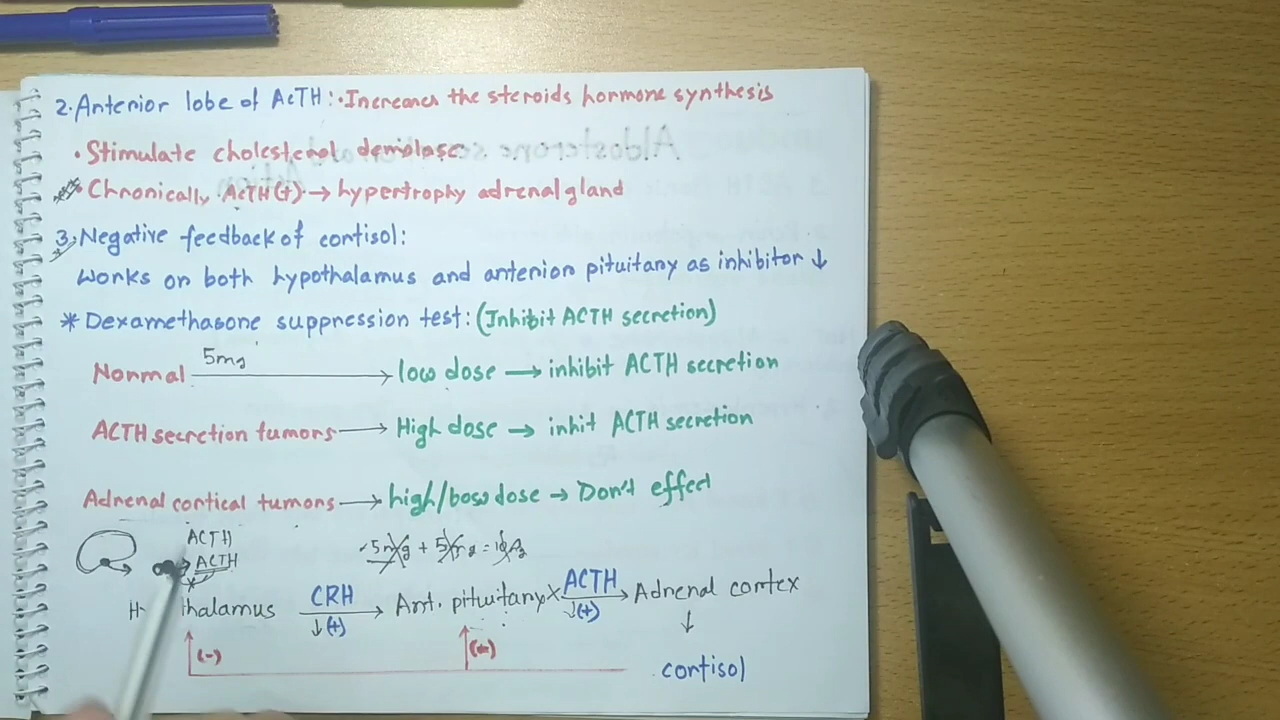 2. Anterior lobe of ACTH: • Increases the steroids hormone synthesis
• Stimulate cholesterol demolase.
• Chronically ACTH(↑) → hypertrophy adrenal gland
3. Negative feedback of cortisol:
Works on both hypothalamus and anterior pituitary as inhibitor ↓
* Dexamethasone suppression test: (Inhibit ACTH secretion)
Normal 5mg → low dose → inhibit ACTH secretion
ACTH secretion tumors → High dose → inhit ACTH secretion
Adrenal cortical tumors → high/bow dose → Don't effect
ACTH
ACTH 5mg + 5mg =
thalamus CRH ↓(+) → Ant. pituitary × ACTH ↓(+) → Adrenal cortex
(-)
cortisol